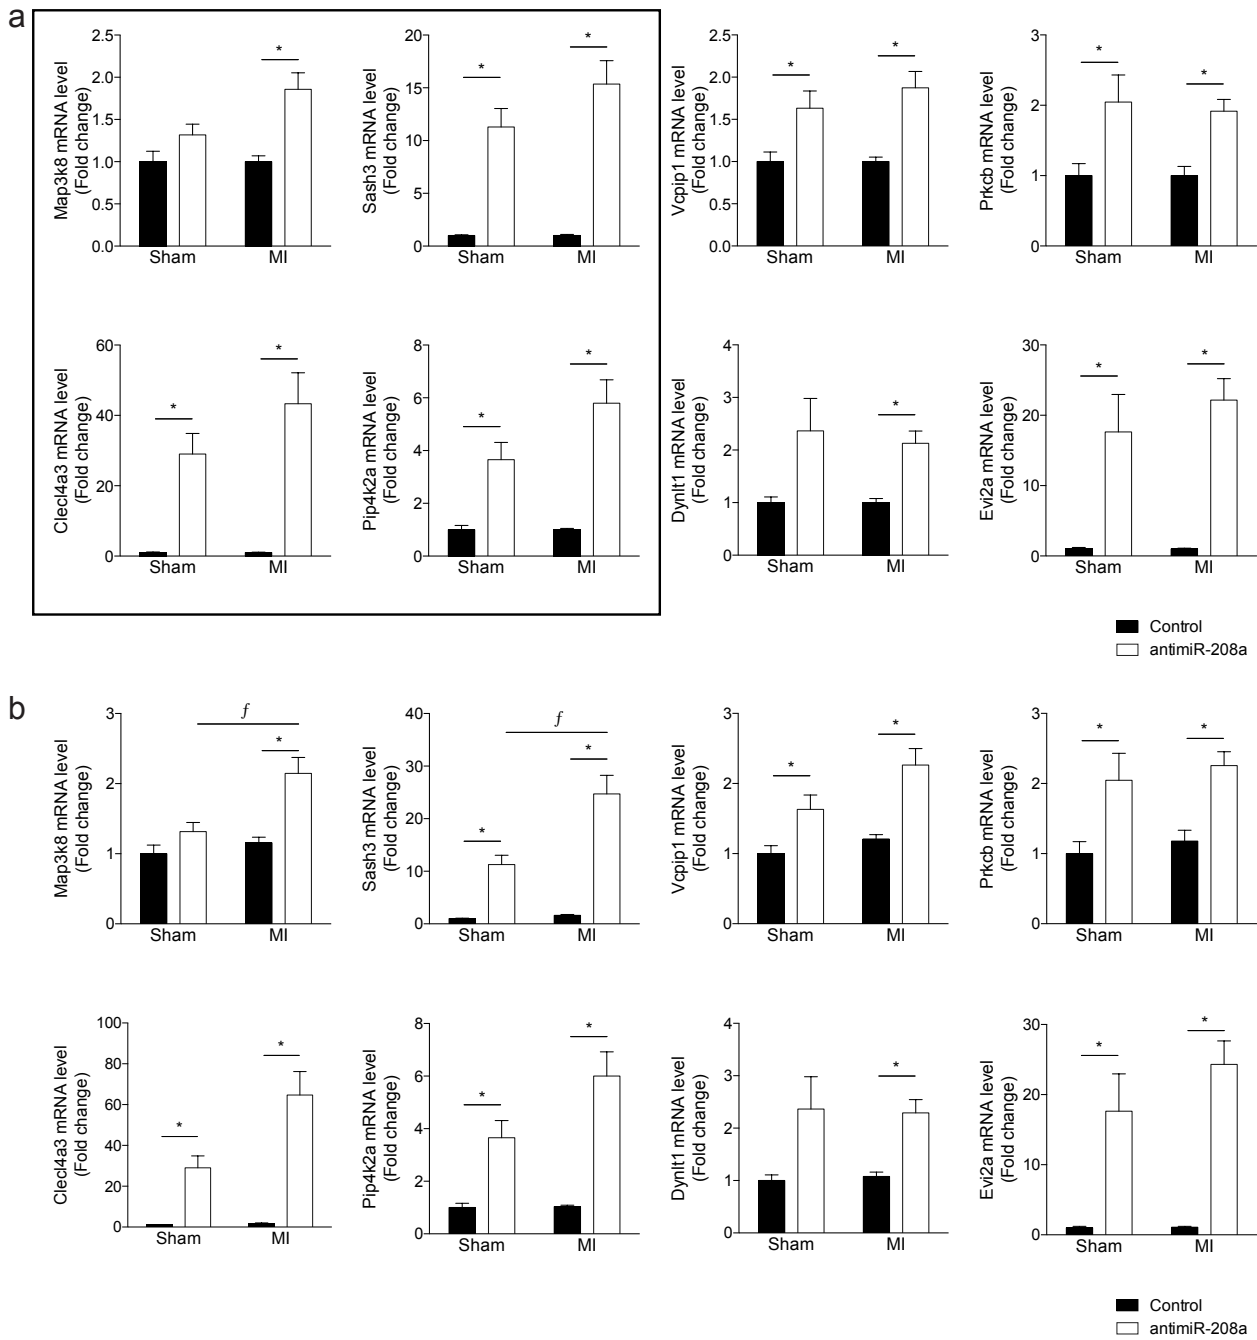 a
Map3k8 mRNA level
(Fold change)
2.5
2.0
1.5
1.0
0.5
0.0
*
Sham
MI
Sash3 mRNA level
(Fold change)
20
15
10
5
0
*
*
Sham
MI
Vcpip1 mRNA level
(Fold change)
2.5
2.0
1.5
1.0
0.5
0.0
*
*
Sham
MI
Prkcb mRNA level
(Fold change)
3
2
1
0
*
*
Sham
MI
Clecl4a3 mRNA level
(Fold change)
60
40
20
0
*
*
Sham
MI
Pip4k2a mRNA level
(Fold change)
8
6
4
2
0
*
*
Sham
MI
Dynlt1 mRNA level
(Fold change)
4
3
2
1
0
*
Sham
MI
Evi2a mRNA level
(Fold change)
30
20
10
0
*
*
Sham
MI
Control
antimiR-208a
b
Map3k8 mRNA level
(Fold change)
3
2
1
0
ƒ
*
Sham
MI
Sash3 mRNA level
(Fold change)
40
30
20
10
0
ƒ
*
*
Sham
MI
Vcpip1 mRNA level
(Fold change)
3
2
1
0
*
*
Sham
MI
Prkcb mRNA level
(Fold change)
3
2
1
0
*
*
Sham
MI
Clecl4a3 mRNA level
(Fold change)
100
80
60
40
20
0
*
*
Sham
MI
Pip4k2a mRNA level
(Fold change)
8
6
4
2
0
*
*
Sham
MI
Dynlt1 mRNA level
(Fold change)
4
3
2
1
0
*
Sham
MI
Evi2a mRNA level
(Fold change)
30
20
10
0
*
*
Sham
MI
Control
antimiR-208a